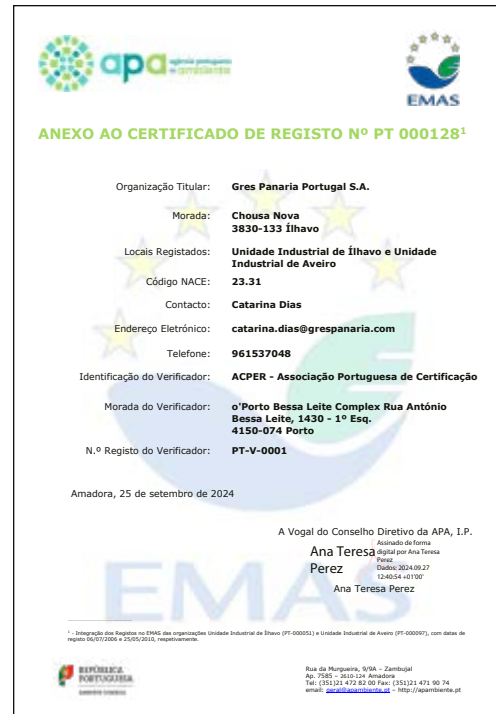 apa agência portuguesa do ambiente
EMAS
ANEXO AO CERTIFICADO DE REGISTO Nº PT 000128¹
Organização Titular: Gres Panaria Portugal S.A.
Morada: Chousa Nova
3830-133 Ílhavo
Locais Registados: Unidade Industrial de Ílhavo e Unidade
Industrial de Aveiro
Código NACE: 23.31
Contacto: Catarina Dias
Endereço Eletrónico: catarina.dias@grespanaria.com
Telefone: 961537048
Identificação do Verificador: ACPER - Associação Portuguesa de Certificação
Morada do Verificador: o'Porto Bessa Leite Complex Rua António
Bessa Leite, 1430 - 1º Esq.
4150-074 Porto
N.º Registo do Verificador: PT-V-0001
Amadora, 25 de setembro de 2024
A Vogal do Conselho Diretivo da APA, I.P.
Ana Teresa
Perez
Assinado de forma
digital por Ana Teresa
Perez
Dados: 2024.09.27
12:40:54 +01'00'
Ana Teresa Perez
EMAS
¹ - Integração dos Registos no EMAS das organizações Unidade Industrial de Ílhavo (PT-000051) e Unidade Industrial de Aveiro (PT-000097), com datas de
registo 06/07/2006 e 25/05/2010, respetivamente.
REPÚBLICA
PORTUGUESA
Rua da Murgueira, 9/9A – Zambujal
Ap. 7585 – 2610-124 Amadora
Tel: (351)21 472 82 00 Fax: (351)21 471 90 74
email: geral@apambiente.pt – http://apambiente.pt